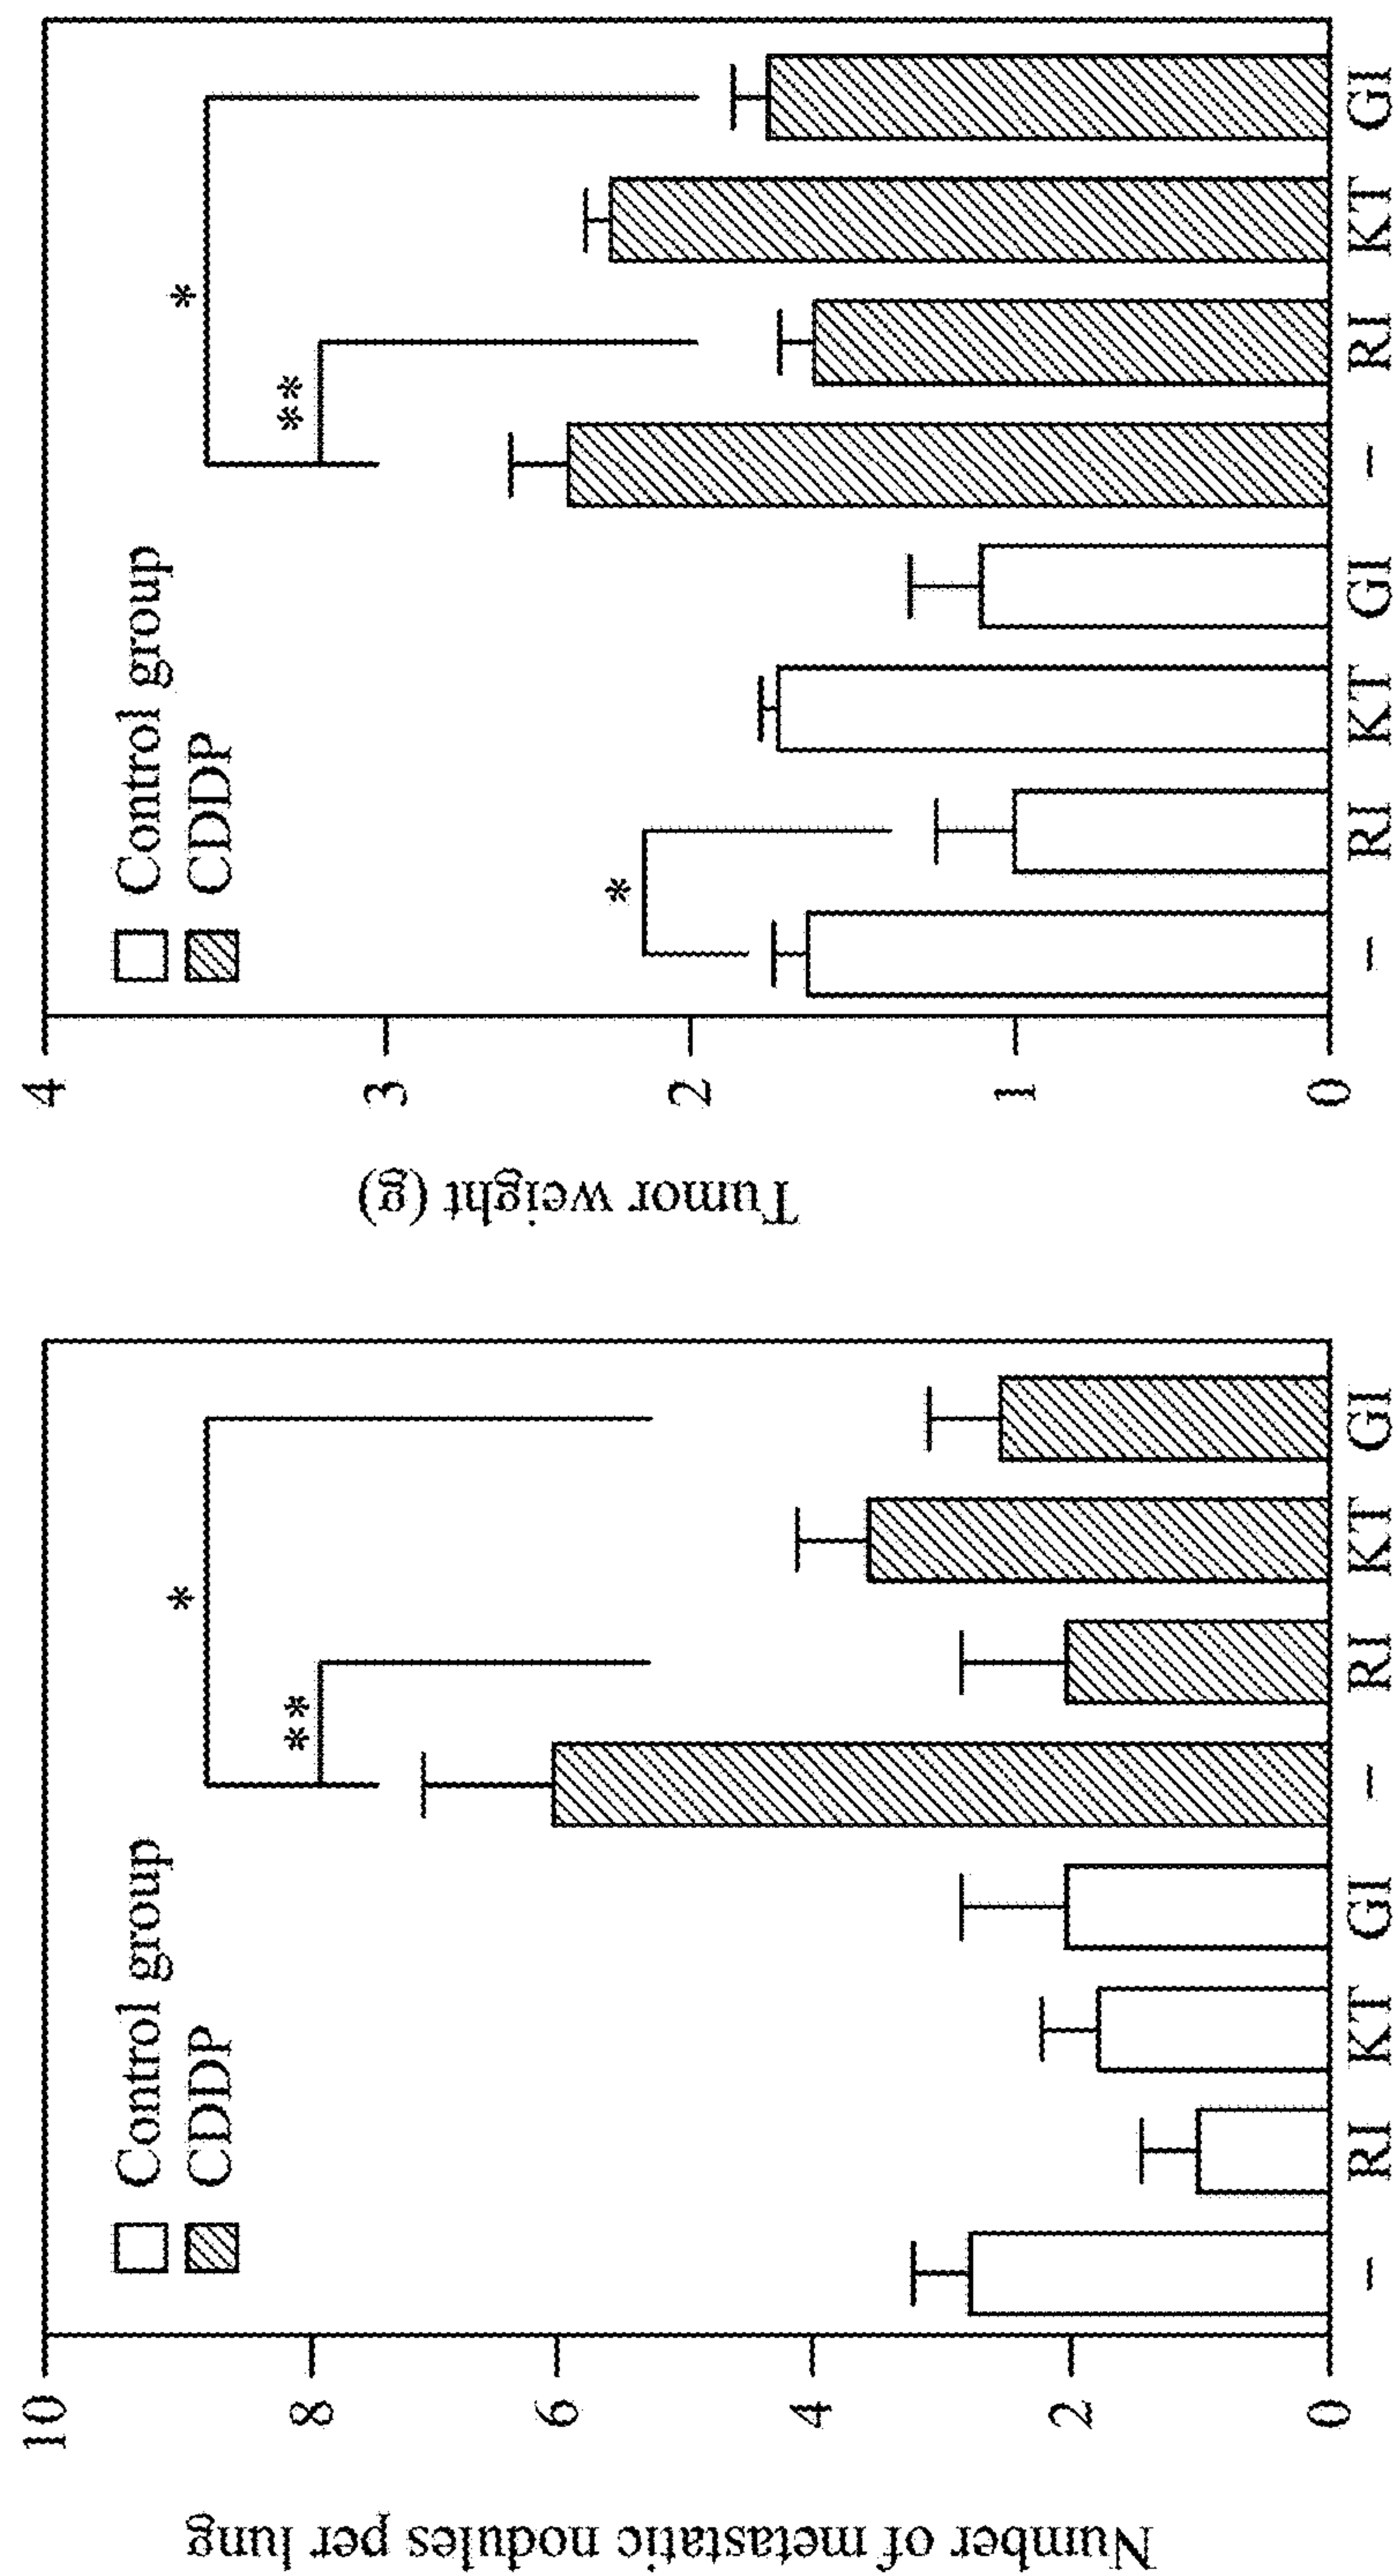 Number of metastatic nodules per lung
10
8
6
4
2
0
Control group
CDDP
*
**
– RI KT GI – RI KT GI
Tumor weight (g)
4
3
2
1
0
Control group
CDDP
*
**
*
– RI KT GI – RI KT GI